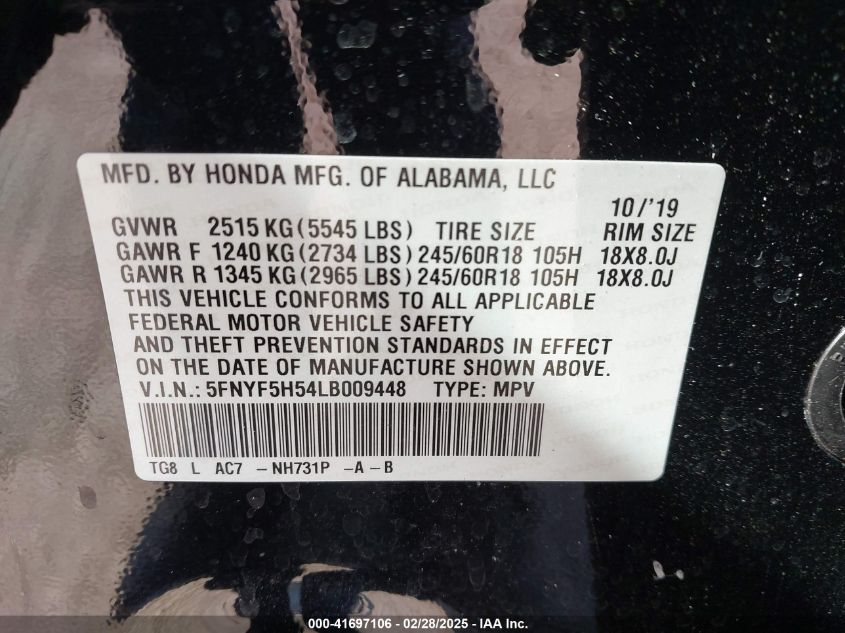 MFD. BY HONDA MFG. OF ALABAMA, LLC
10/'19
GVWR 2515 KG (5545 LBS) TIRE SIZE RIM SIZE
GAWR F 1240 KG (2734 LBS) 245/60R18 105H 18X8.0J
GAWR R 1345 KG (2965 LBS) 245/60R18 105H 18X8.0J
THIS VEHICLE CONFORMS TO ALL APPLICABLE
FEDERAL MOTOR VEHICLE SAFETY
AND THEFT PREVENTION STANDARDS IN EFFECT
ON THE DATE OF MANUFACTURE SHOWN ABOVE.
V.I.N.: 5FNYF5H54LB009448 TYPE: MPV
TG8 L AC7 -NH731P -A-B
000-41697106 - 02/28/2025 - IAA Inc.